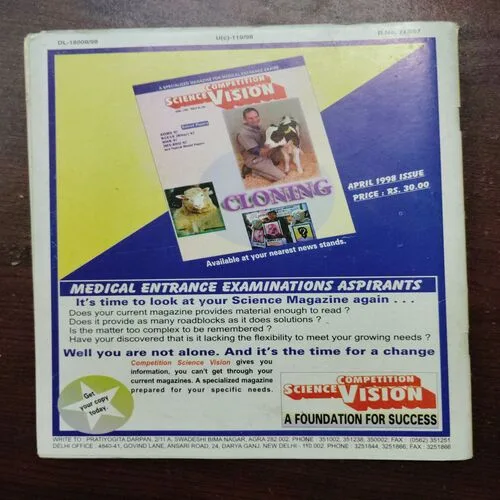 DL-18009/98 U(c)-119/98
A SPECIALISED MAGAZINE FOR MEDICAL ENTRANCE EXAMS
COMPETITION
SCIENCE VISION
Solved Papers
CLONING
APRIL 1998 ISSUE
PRICE : RS. 30.00
Available at your nearest news stands.
MEDICAL ENTRANCE EXAMINATIONS ASPIRANTS
It's time to look at your Science Magazine again . . .
Does your current magazine provides material enough to read ?
Does it provide as many roadblocks as it does solutions ?
Is the matter too complex to be remembered ?
Have your discovered that is it lacking the flexibility to meet your growing needs ?
Well you are not alone. And it's the time for a change
Get
your copy
today.
Competition Science Vision gives you
information, you can't get through your
current magazines. A specialized magazine
prepared for your specific needs.
COMPETITION
SCIENCE VISION
A FOUNDATION FOR SUCCESS
WRITE TO : PRATIYOGITA DARPAN, 2/11 A, SWADESHI BIMA NAGAR, AGRA 282 002, PHONE : 351002, 351238, 350002; FAX : (0562) 351251
DELHI OFFICE : 4840-41, GOVIND LANE, ANSARI ROAD, 24, DARYA GANJ, NEW DELHI - 110 002, PHONE : 3251844, 3251866, FAX : 3251866